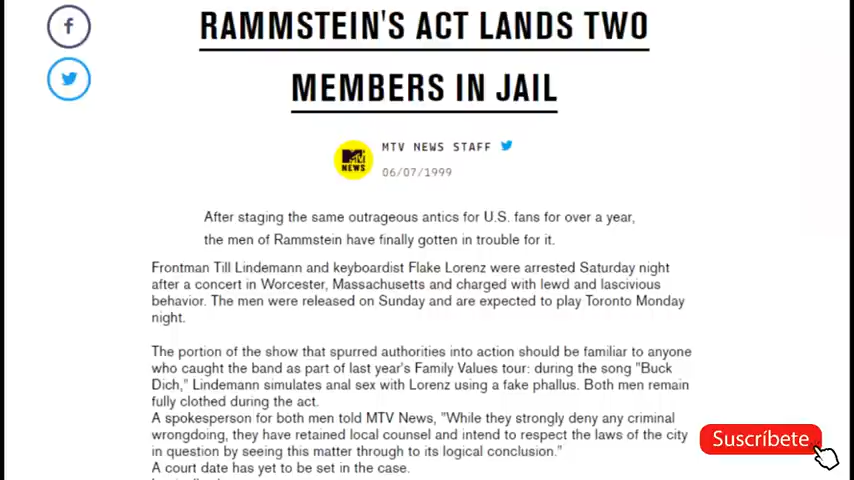 RAMMSTEIN'S ACT LANDS TWO
MEMBERS IN JAIL
MTV NEWS STAFF
MTV
NEWS
06/07/1999
After staging the same outrageous antics for U.S. fans for over a year,
the men of Rammstein have finally gotten in trouble for it.
Frontman Till Lindemann and keyboardist Flake Lorenz were arrested Saturday night
after a concert in Worcester, Massachusetts and charged with lewd and lascivious
behavior. The men were released on Sunday and are expected to play Toronto Monday
night.
The portion of the show that spurred authorities into action should be familiar to anyone
who caught the band as part of last year's Family Values tour: during the song "Buck
Dich," Lindemann simulates anal sex with Lorenz using a fake phallus. Both men remain
fully clothed during the act.
A spokesperson for both men told MTV News, "While they strongly deny any criminal
wrongdoing, they have retained local counsel and intend to respect the laws of the city
in question by seeing this matter through to its logical conclusion."
A court date has yet to be set in the case.
Suscríbete